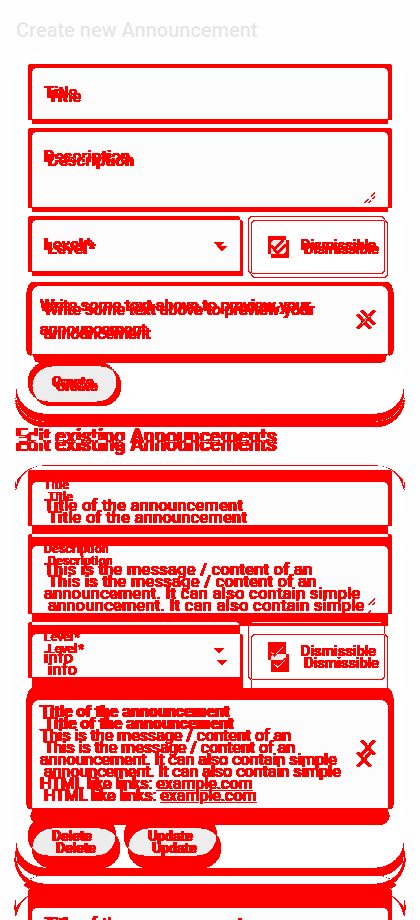 Create new Announcement
Title
Description
Level*
Dismissible
Write some text above to preview your
announcement
Create
Edit existing Announcements
Title
Title of the announcement
Description
This is the message / content of an
announcement. It can also contain simple
Level*
Info
Dismissible
Title of the announcement
This is the message / content of an
announcement. It can also contain simple
HTML like links: example.com
Delete
Update
Title of the